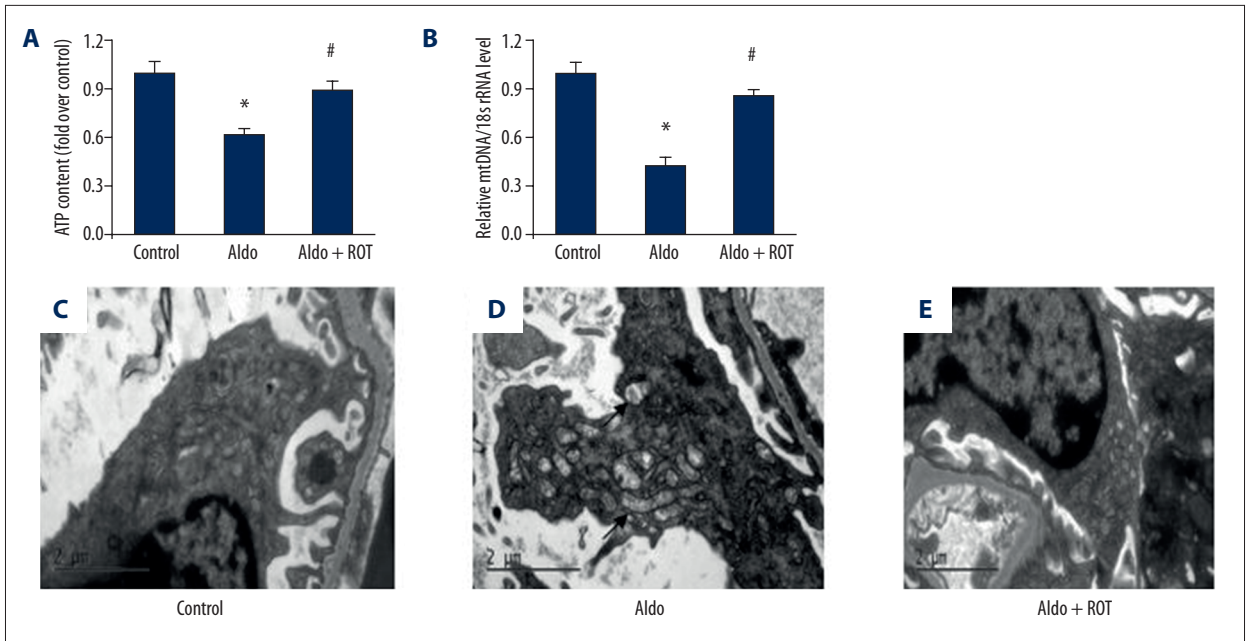 A
ATP content (fold over control)
1.2
0.9
0.6
0.3
0.0
*
#
Control
Aldo
Aldo + ROT
B
Relative mtDNA/18s rRNA level
1.2
0.9
0.6
0.3
0.0
*
#
Control
Aldo
Aldo + ROT
C
2 μm
Control
D
2 μm
Aldo
E
2 μm
Aldo + ROT